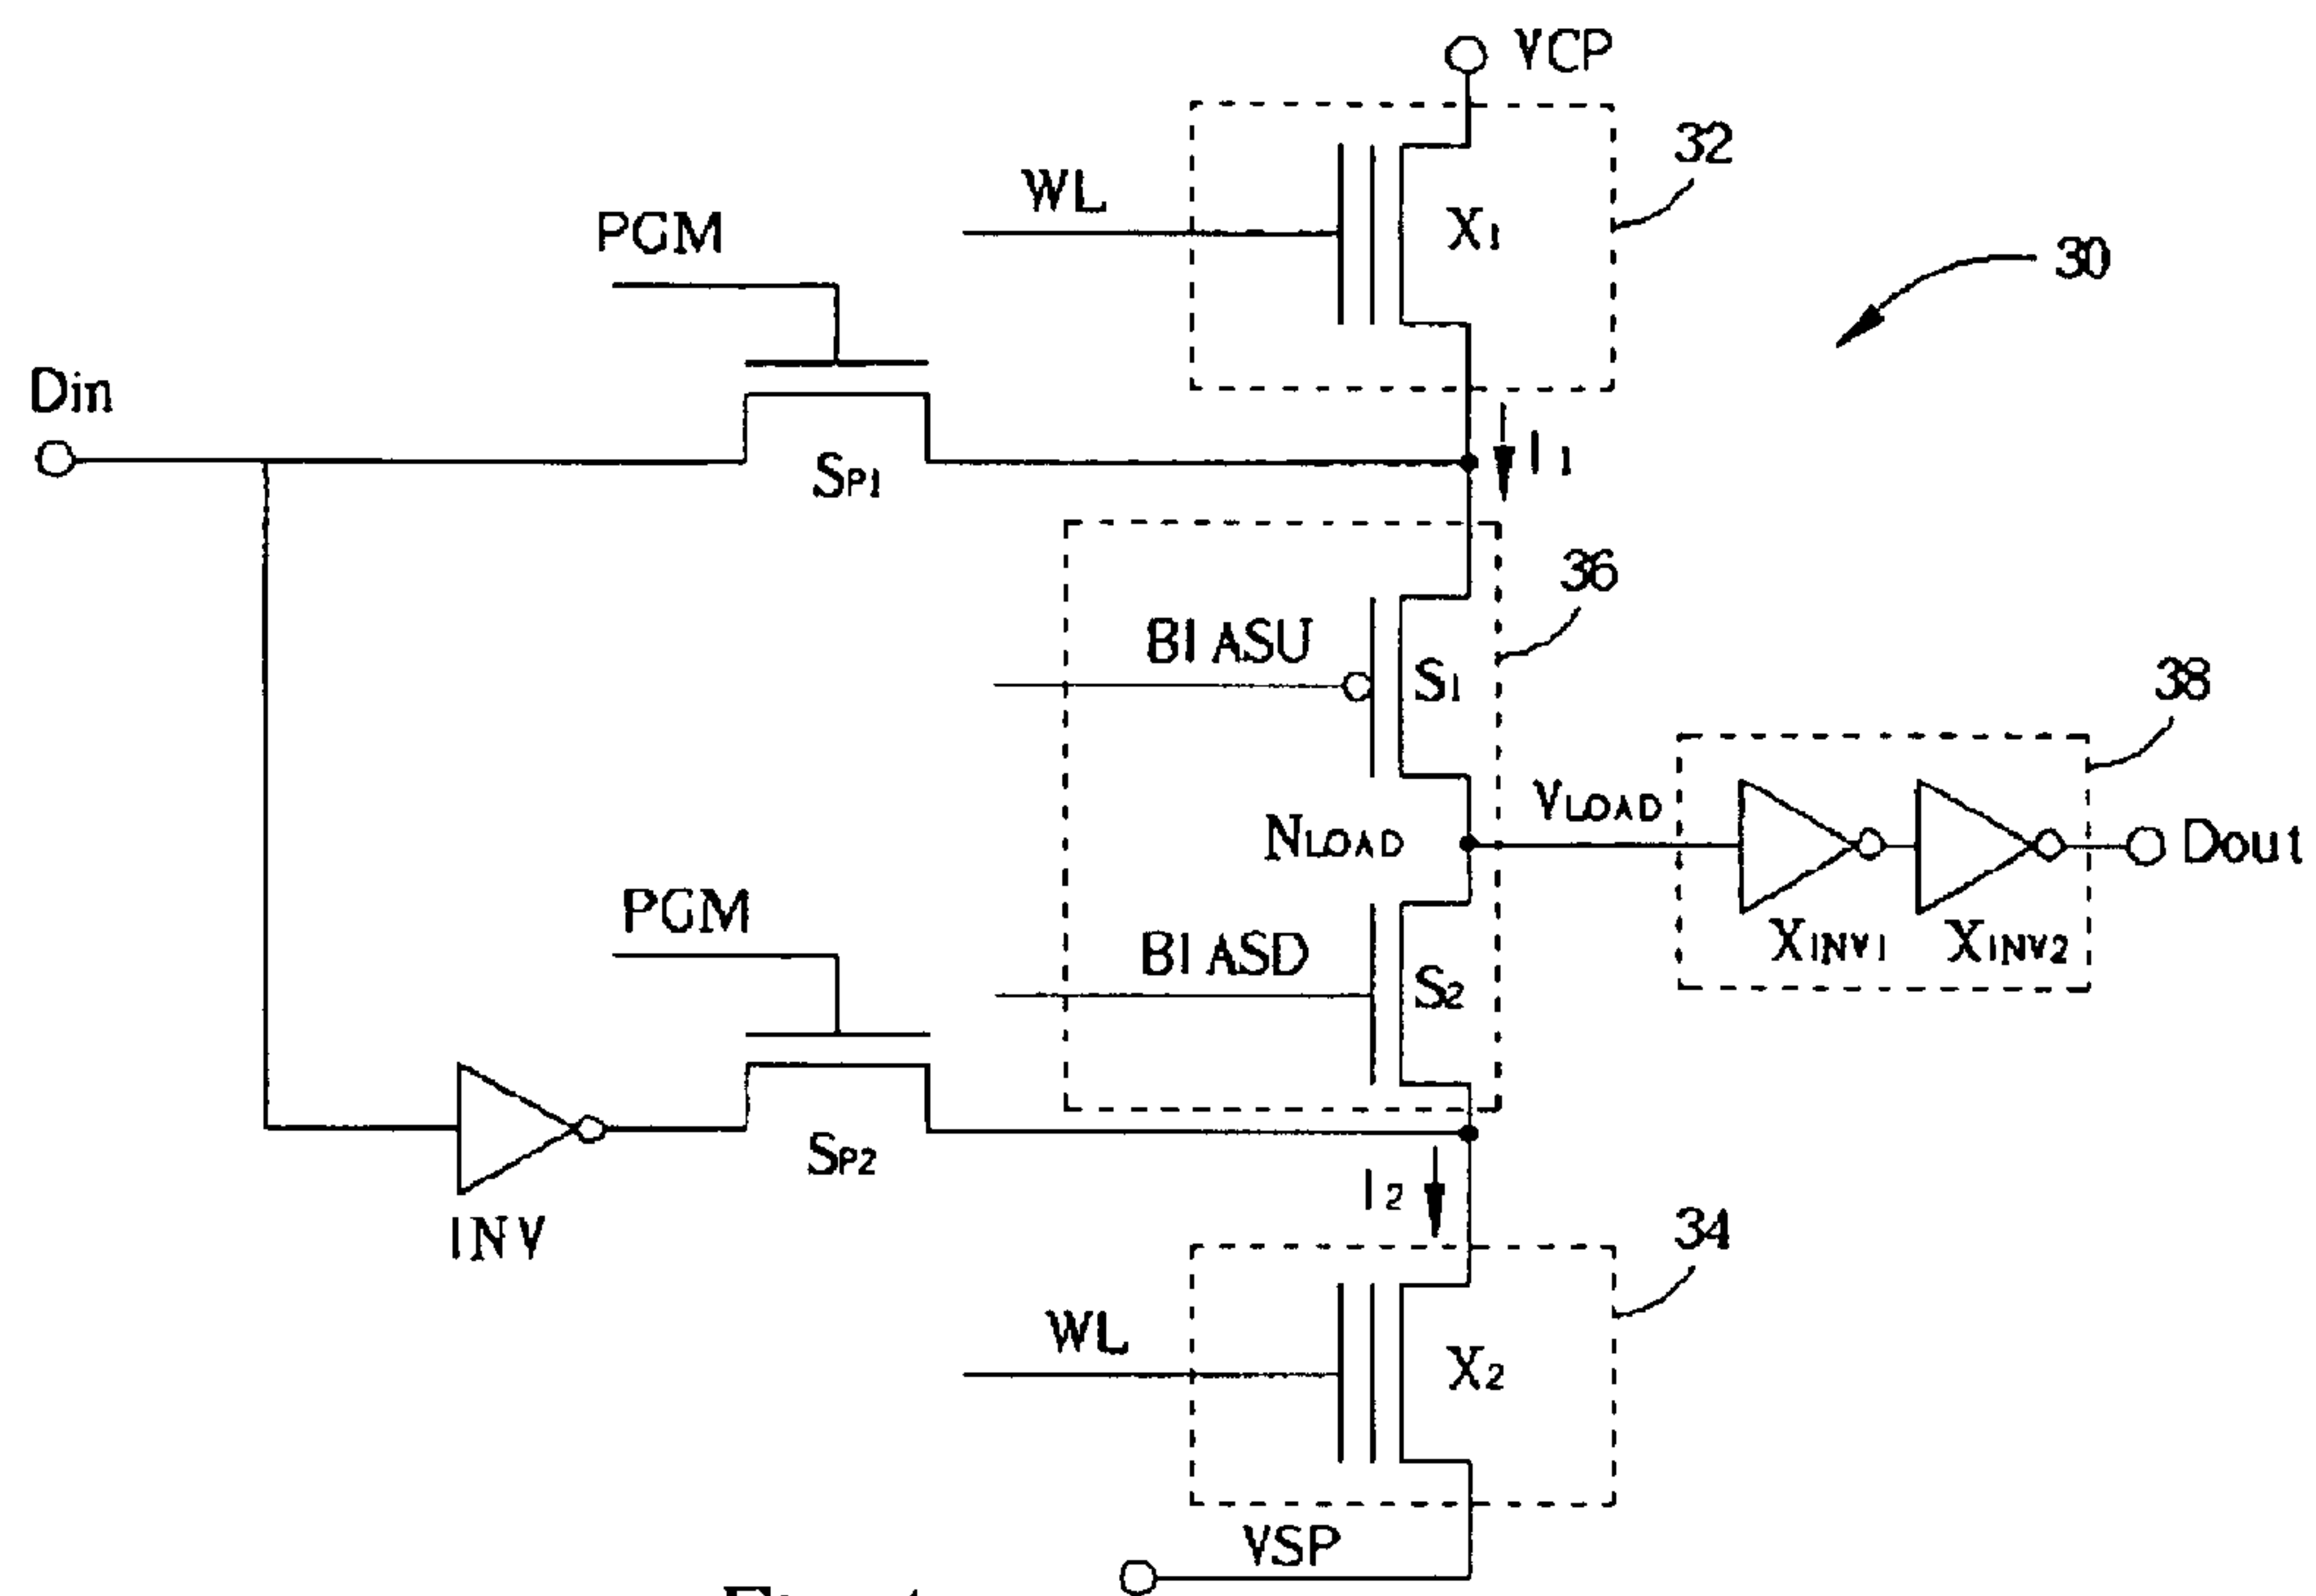 VCP
32
WL
X1
PGM
30
Din
I1
SP1
36
BIASU
S1
38
VLOAD
NLOAD
Dout
PGM
BIASD
S2
XINV1
XINV2
SP2
I2
INV
34
WL
X2
VSP